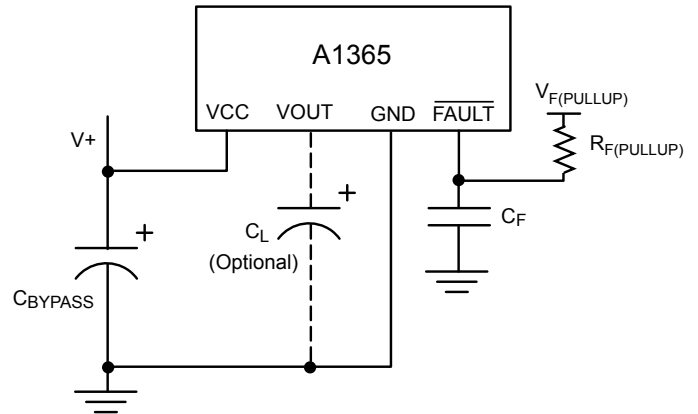 A1365
VCC VOUT GND FAULT
V+
VF(PULLUP)
RF(PULLUP)
+
+
CL
(Optional)
CF
CBYPASS